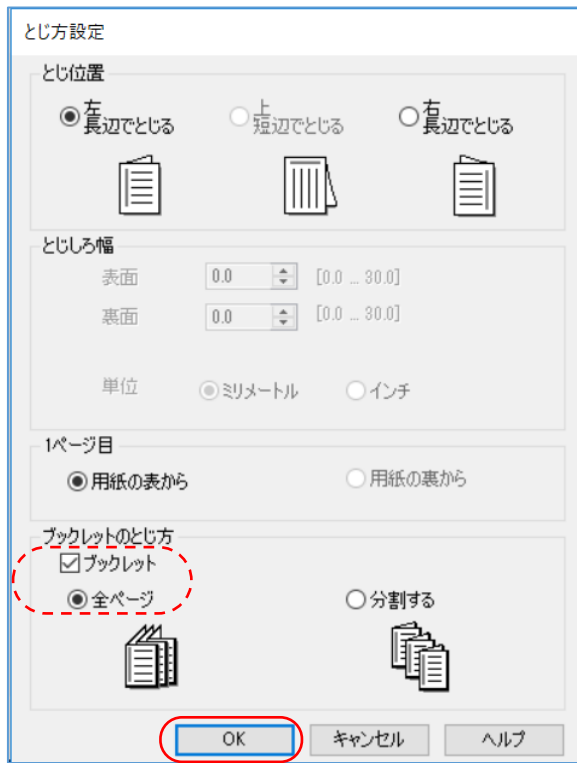 とじ方設定
とじ位置
左長辺でとじる
上短辺でとじる
右長辺でとじる
とじしろ幅
表面 0.0 [0.0 ... 30.0]
裏面 0.0 [0.0 ... 30.0]
単位 ミリメートル インチ
1ページ目
用紙の表から 用紙の裏から
ブックレットのとじ方
ブックレット
全ページ 分割する
OK キャンセル ヘルプ